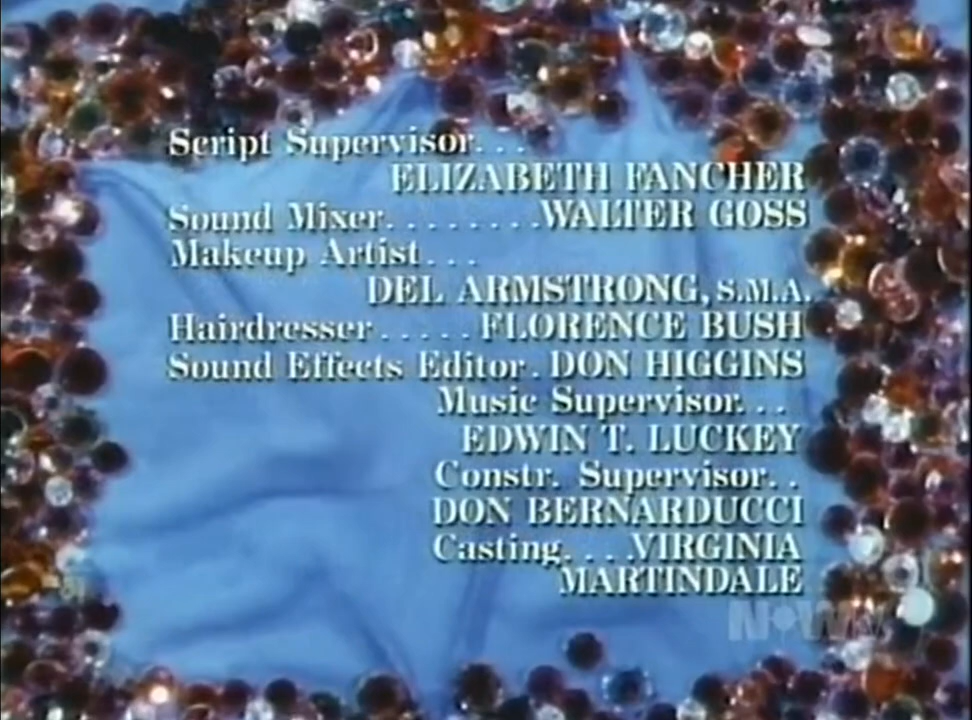 Script Supervisor. . .
ELIZABETH FANCHER
Sound Mixer. . . . . . . . WALTER GOSS
Makeup Artist . . .
DEL ARMSTRONG, S.M.A.
Hairdresser . . . . . FLORENCE BUSH
Sound Effects Editor . DON HIGGINS
Music Supervisor. . .
EDWIN T. LUCKEY
Constr. Supervisor. .
DON BERNARDUCCI
Casting. . . . VIRGINIA
MARTINDALE